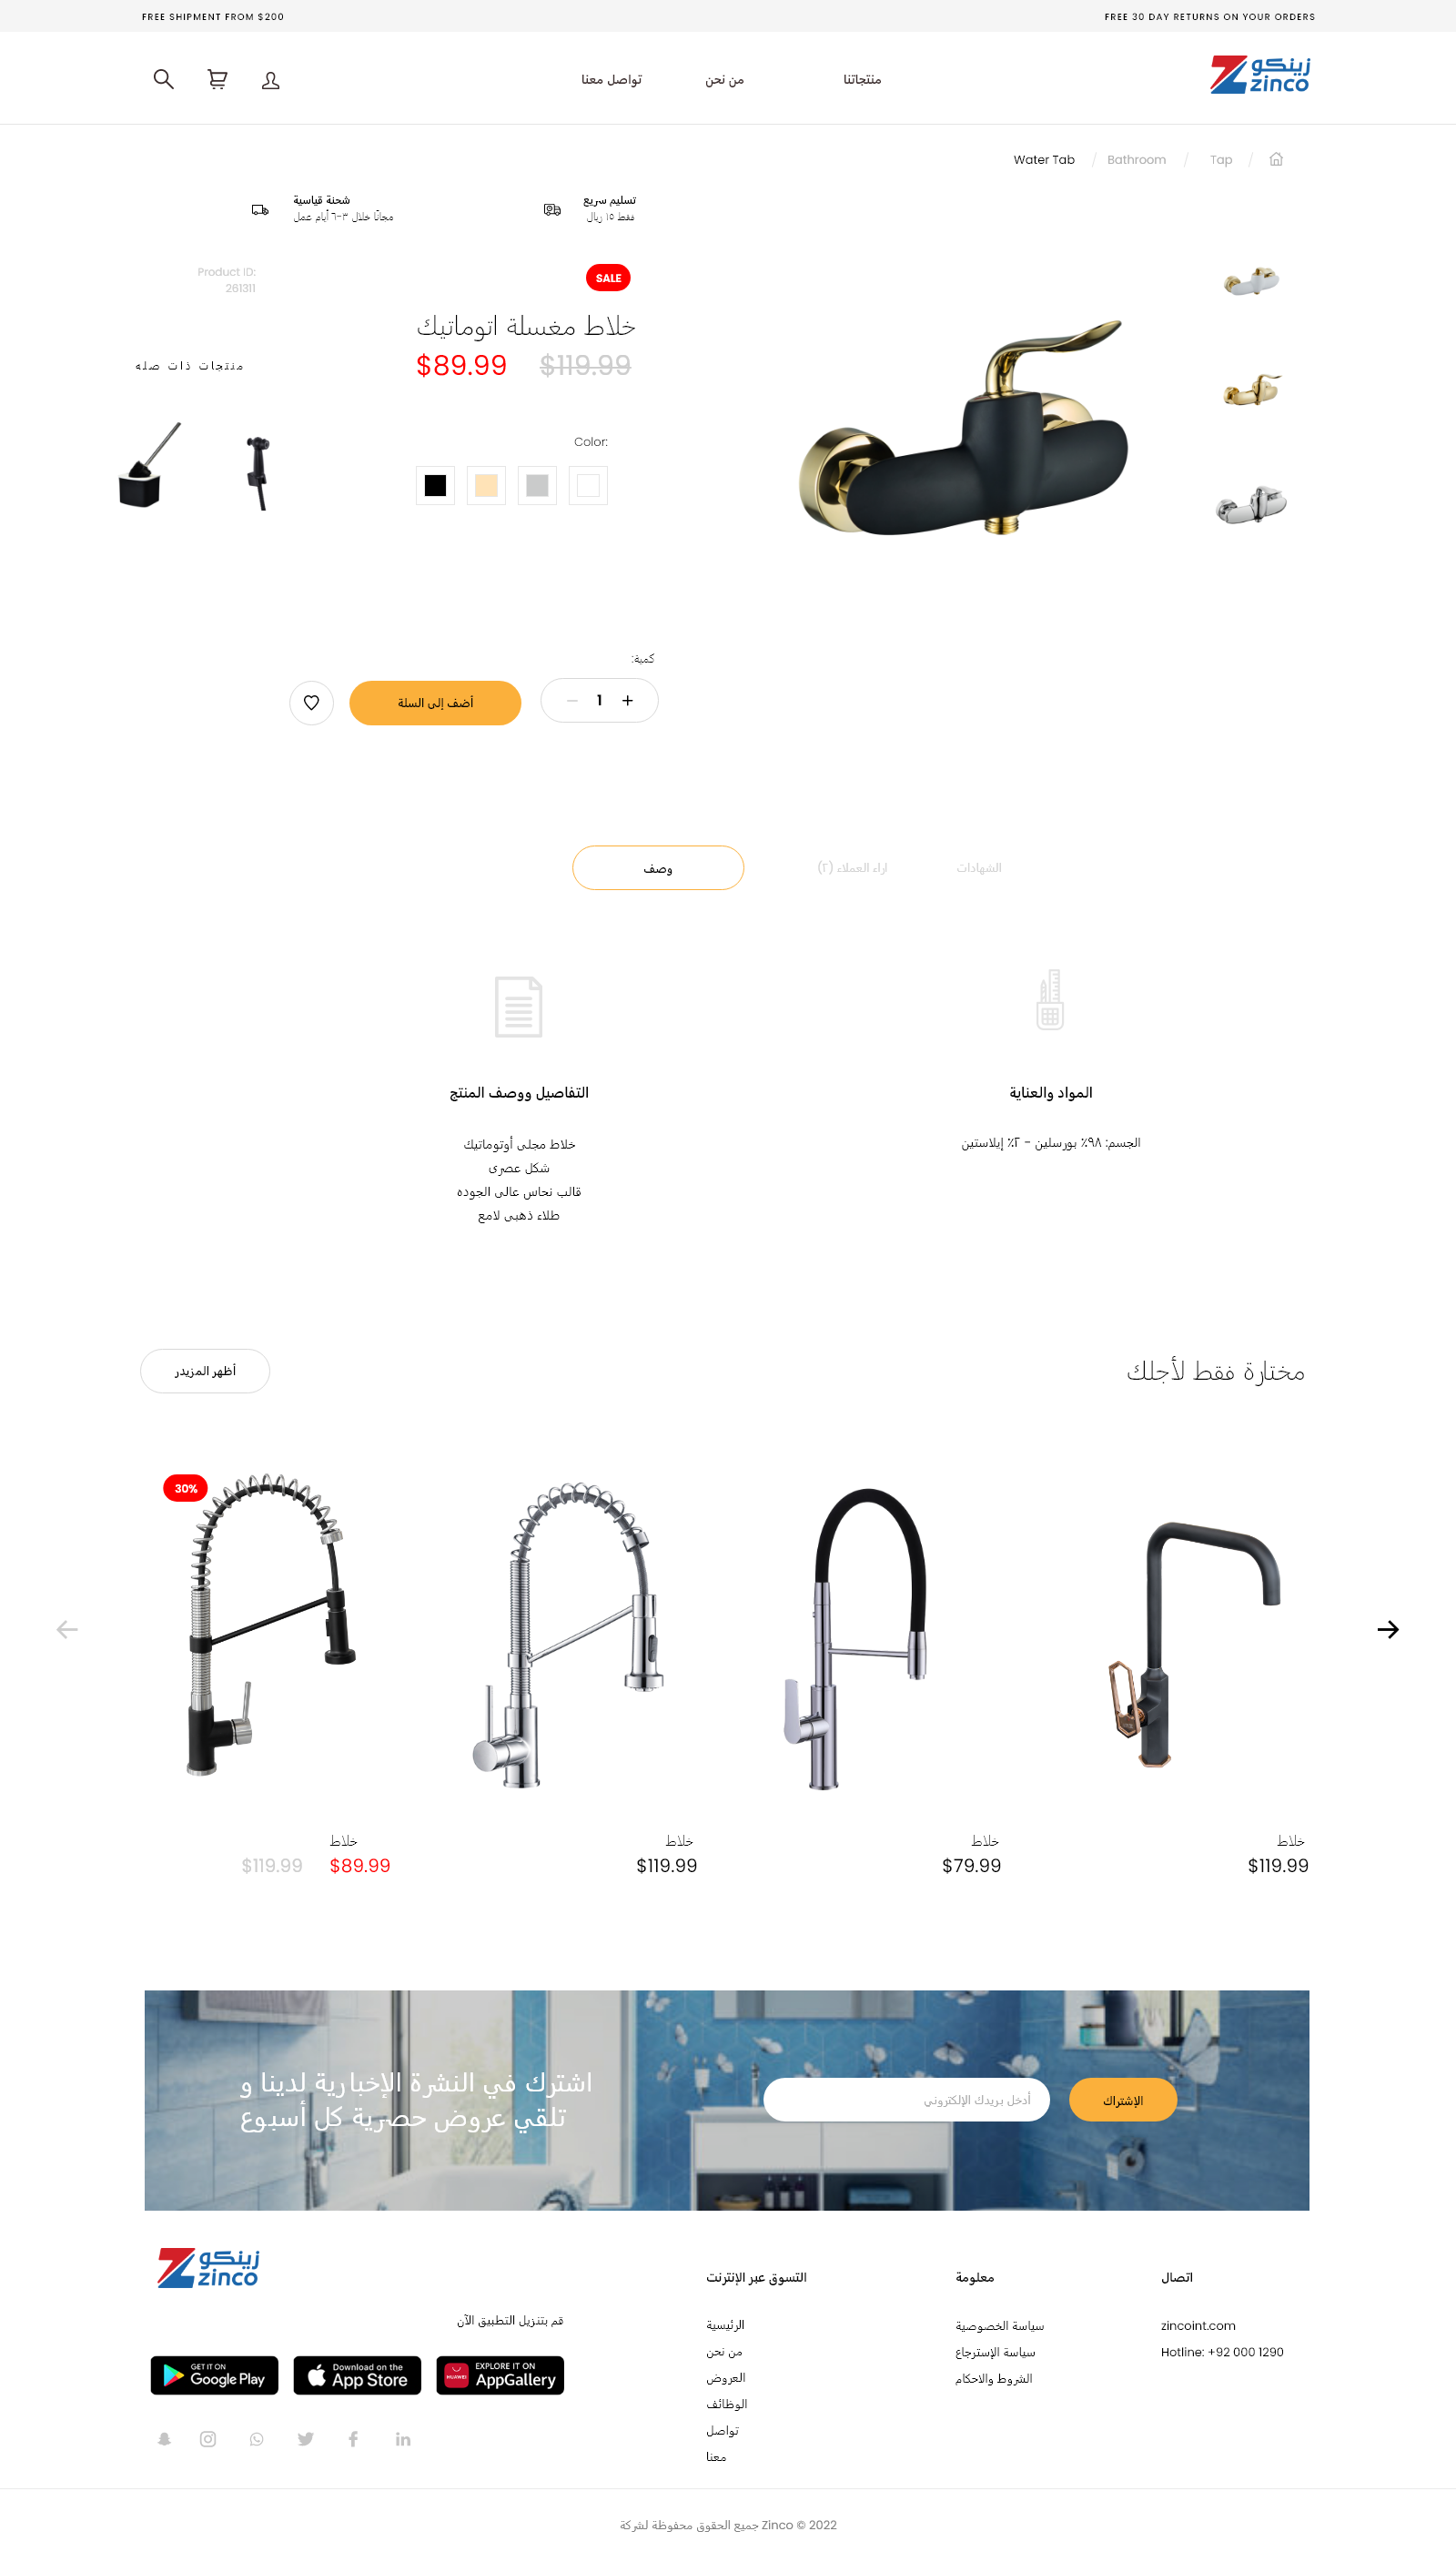 FREE SHIPMENT FROM $200
FREE 30 DAY RETURNS ON YOUR ORDERS
زينكو
zinco
منتجاتنا
من نحن
تواصل معنا
Tap / Bathroom / Water Tab
تسليم سريع
فقط ١٥ ريال
شحنة قياسية
مجانًا خلال ٣-٦ أيام عمل
SALE
Product ID:
261311
خلاط مغسلة اتوماتيك
$119.99
$89.99
منتجات ذات صله
Color:
كمية:
+ 1 −
أضف إلى السلة
الشهادات
اراء العملاء (٢)
وصف
المواد والعناية
الجسم: ٩٨٪ بورسلين - ٢٪ إيلاستين
التفاصيل ووصف المنتج
خلاط مجلى أوتوماتيك
شكل عصرى
قالب نحاس عالى الجوده
طلاء ذهبى لامع
مختارة فقط لأجلك
أظهر المزيدر
30%
خلاط
$119.99
خلاط
$79.99
خلاط
$119.99
خلاط
$89.99
$119.99
اشترك في النشرة الإخبارية لدينا و
تلقي عروض حصرية كل أسبوع
أدخل بريدك الإلكتروني
الإشتراك
اتصال
zincoint.com
Hotline: +92 000 1290
معلومة
سياسة الخصوصية
سياسة الإسترجاع
الشروط والاحكام
التسوق عبر الإنترنت
الرئيسية
من نحن
العروض
الوظائف
تواصل
معنا
زينكو
zinco
قم بتنزيل التطبيق الآن
GET IT ON
Google Play
Download on the
App Store
HUAWEI
EXPLORE IT ON
AppGallery
جميع الحقوق محفوظة لشركة Zinco © 2022